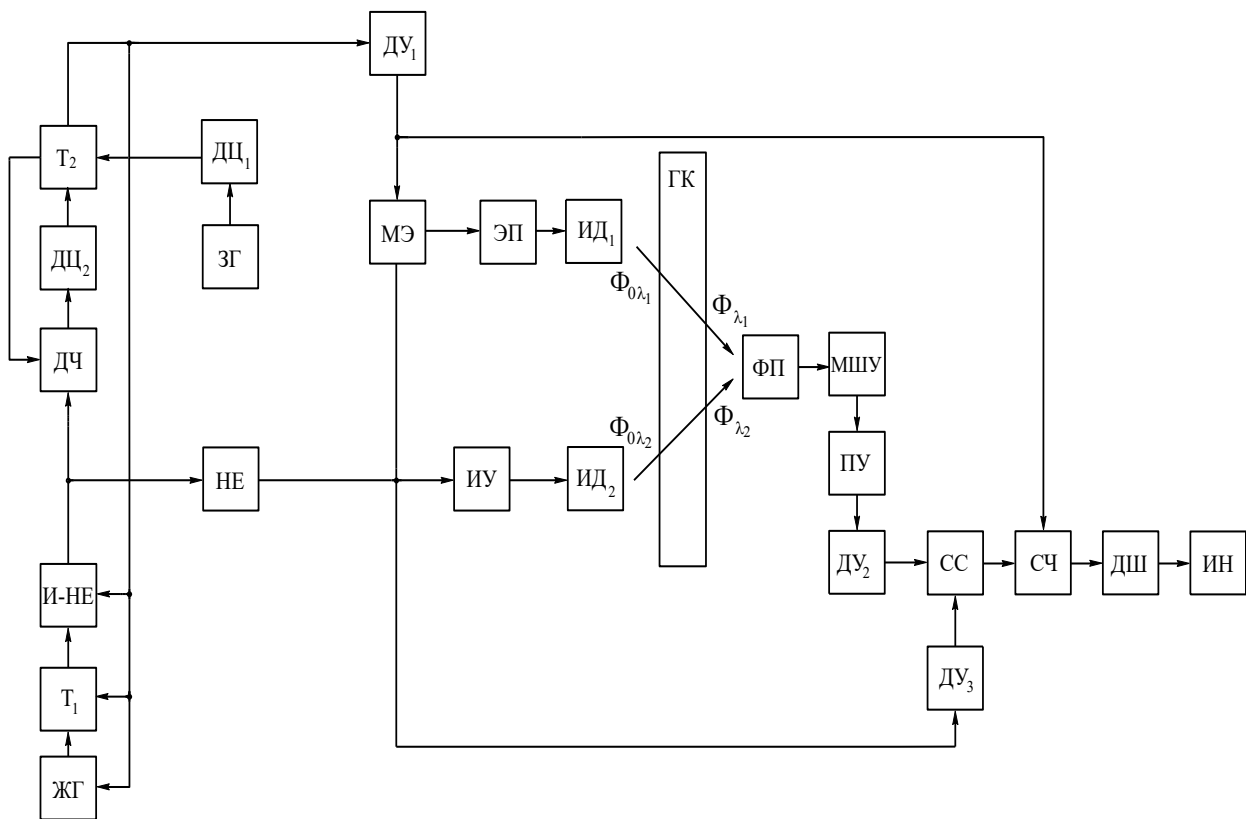 ДУ1
Т2
ДЦ1
ГК
МЭ
ЭП
ИД1
ДЦ2
ЗГ
Ф0λ1
Фλ1
ДЧ
ФП
МШУ
Ф0λ2
Фλ2
НЕ
ИУ
ИД2
ПУ
ДУ2
СС
СЧ
ДШ
ИН
И-НЕ
Т1
ДУ3
ЖГ